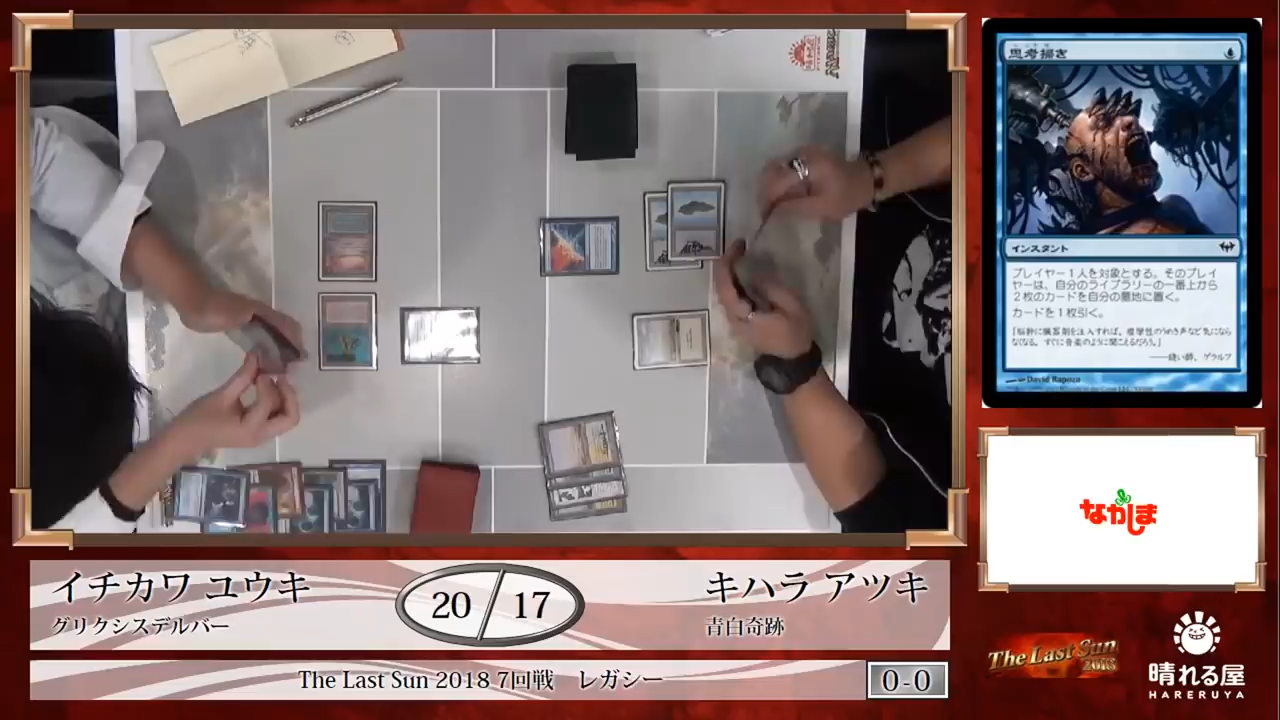 思考掃き
インスタント
プレイヤー1人を対象とする。そのプレイ
ヤーは、自分のライブラリーの一番上から
2枚のカードを自分の墓地に置く。
カードを1枚引く。
David Rapoza
なかしま
イチカワ ユウキ
グリクシスデルバー
20 / 17
キハラ アツキ
青白奇跡
The Last Sun 2018 7回戦 レガシー
0-0
The Last Sun
2018
晴れる屋
HARERUYA